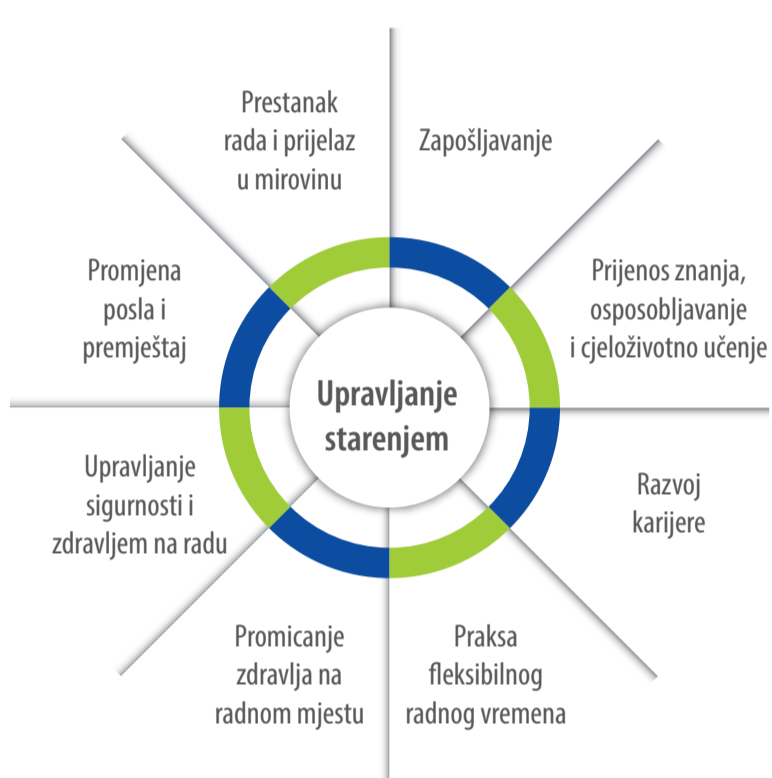 Prestanak
rada i prijelaz
u mirovinu
Zapošljavanje
Prijenos znanja,
osposobljavanje
i cjeloživotno učenje
Razvoj
karijere
Praksa
fleksibilnog
radnog vremena
Promicanje
zdravlja na
radnom mjestu
Upravljanje
sigurnosti i
zdravljem na radu
Promjena
posla i
premještaj
Upravljanje
starenjem